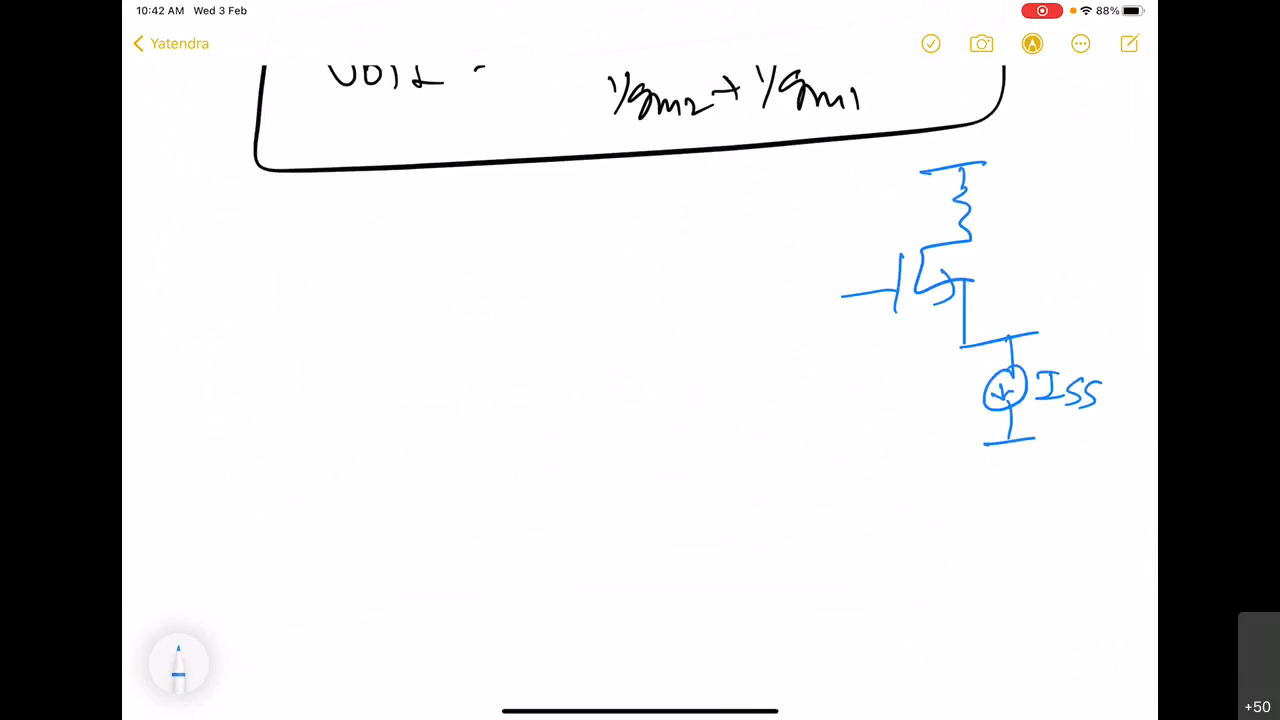 10:42 AM Wed 3 Feb
88%
Yatendra
1/gm2 + 1/gm1
ISS
+50